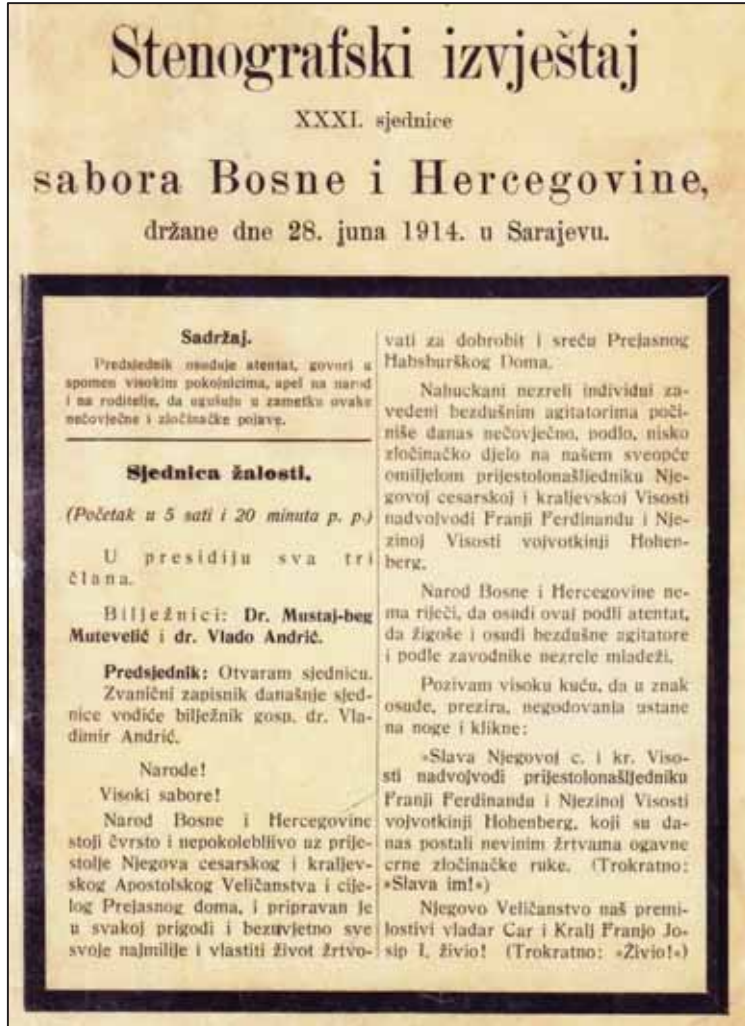 Stenografski izvještaj
XXXI. sjednice
sabora Bosne i Hercegovine,
držane dne 28. juna 1914. u Sarajevu.
Sadržaj.
Predsjednik osuđuje atentat, govori u
spomen visokim pokojnicima, apel na narod
i na roditelje, da ugušuju u zametku ovake
nečovječne i zločinačke pojave.
Sjednica žalosti.
(Početak u 5 sati i 20 minuta p. p.)
U presidiju sva tri
člana.
Bilježnici: Dr. Mustaj-beg
Mutevelić i dr. Vlado Andrić.
Predsjednik: Otvaram sjednicu.
Zvanični zapisnik današnje sjed-
nice vodiće bilježnik gosp. dr. Vla-
dimir Andrić.
Narode!
Visoki sabore!
Narod Bosne i Hercegovine
stoji čvrsto i nepokolebljivo uz prije-
stolje Njegova cesarskog i kraljev-
skog Apostolskog Veličanstva i cije-
log Prejasnog doma, i pripravan je
u svakoj prigodi i bezuvjetno sve
svoje najmilije i vlastiti život žrtvo-
vati za dobrobit i sreću Prejasnog
Habsburškog Doma.
Nahuckani nezreli individui za-
vedeni bezdušnim agitatorima poči-
niše danas nečovječno, podlo, nisko
zločinačko djelo na našem sveopće
omiljelom prijestolonašljedniku Nje-
govoj cesarskoj i kraljevskoj Visosti
nadvojvodi Franji Ferdinandu i Nje-
zinoj Visosti vojvotkinji Hohen-
berg.
Narod Bosne i Hercegovine ne-
ma riječi, da osudi ovaj podli atentat,
da žigoše i osudi bezdušne agitatore
i podle zavodnike nezrele mladeži.
Pozivam visoku kuću, da u znak
osude, prezira, negodovanja ustane
na noge i klikne:
»Slava Njegovoj c. i kr. Viso-
sti nadvojvodi prijestolonašljedniku
Franji Ferdinandu i Njezinoj Visosti
vojvotkinji Hohenberg, koji su da-
nas postali nevinim žrtvama ogavne
crne zločinačke ruke. (Trokratno:
»Slava im!«)
Njegovo Veličanstvo naš premi-
lostivi vladar Car i Kralj Franjo Jo-
sip I. živio! (Trokratno: »Živio!«)